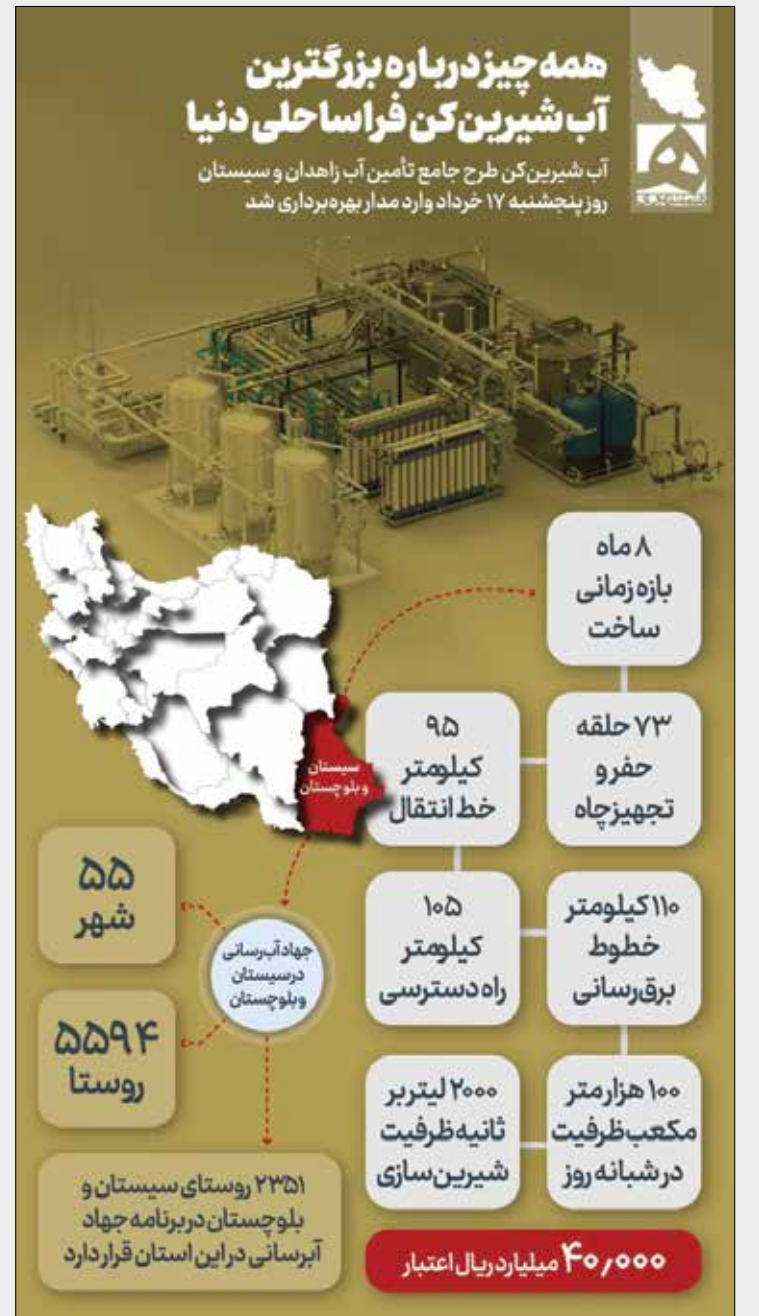 همه چیز درباره بزرگترین
آب شیرین‌کن فراساحلی دنیا
آب شیرین‌کن طرح جامع تأمین آب زاهدان و سیستان
روز پنجشنبه ۱۷ خرداد وارد مدار بهره‌برداری شد
۸ ماه
بازه زمانی
ساخت
۷۳ حلقه
حفر و
تجهیز چاه
۹۵
کیلومتر
خط انتقال
سیستان
و بلوچستان
۱۱۰ کیلومتر
خطوط
برق‌رسانی
۱۰۵
کیلومتر
راه دسترسی
۱۰۰ هزار متر
مکعب ظرفیت
در شبانه روز
۲۰۰۰ لیتر بر
ثانیه ظرفیت
شیرین‌سازی
۴۰,۰۰۰ میلیارد ریال اعتبار
جهاد آب‌رسانی
در سیستان
و بلوچستان
۵۵
شهر
۵۵۹۴
روستا
۲۳۵۱ روستای سیستان و
بلوچستان در برنامه جهاد
آبرسانی در این استان قرار دارد